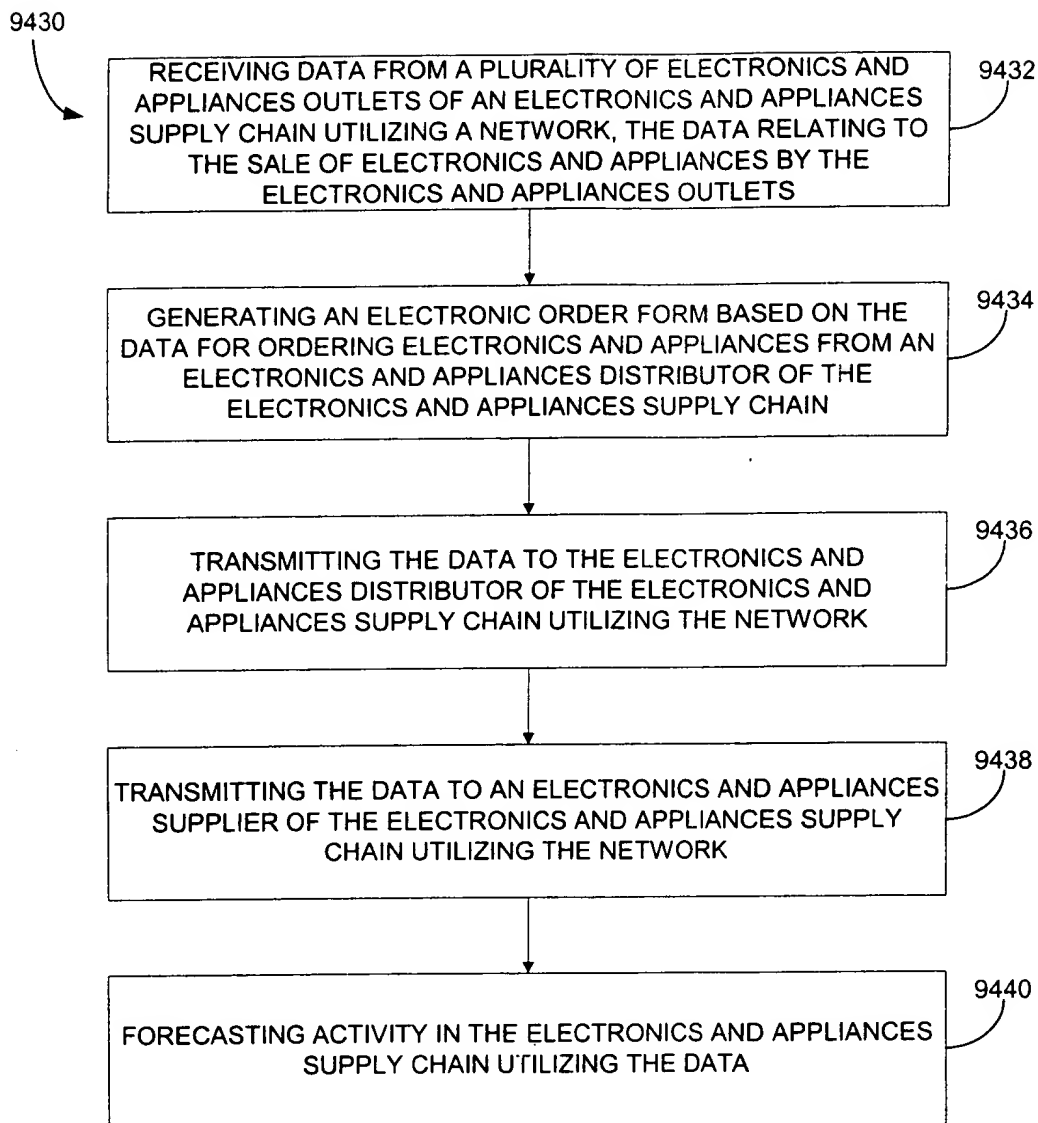 9430
RECEIVING DATA FROM A PLURALITY OF ELECTRONICS AND
APPLIANCES OUTLETS OF AN ELECTRONICS AND APPLIANCES
SUPPLY CHAIN UTILIZING A NETWORK, THE DATA RELATING TO
THE SALE OF ELECTRONICS AND APPLIANCES BY THE
ELECTRONICS AND APPLIANCES OUTLETS
9432
GENERATING AN ELECTRONIC ORDER FORM BASED ON THE
DATA FOR ORDERING ELECTRONICS AND APPLIANCES FROM AN
ELECTRONICS AND APPLIANCES DISTRIBUTOR OF THE
ELECTRONICS AND APPLIANCES SUPPLY CHAIN
9434
TRANSMITTING THE DATA TO THE ELECTRONICS AND
APPLIANCES DISTRIBUTOR OF THE ELECTRONICS AND
APPLIANCES SUPPLY CHAIN UTILIZING THE NETWORK
9436
TRANSMITTING THE DATA TO AN ELECTRONICS AND APPLIANCES
SUPPLIER OF THE ELECTRONICS AND APPLIANCES SUPPLY
CHAIN UTILIZING THE NETWORK
9438
FORECASTING ACTIVITY IN THE ELECTRONICS AND APPLIANCES
SUPPLY CHAIN UTILIZING THE DATA
9440